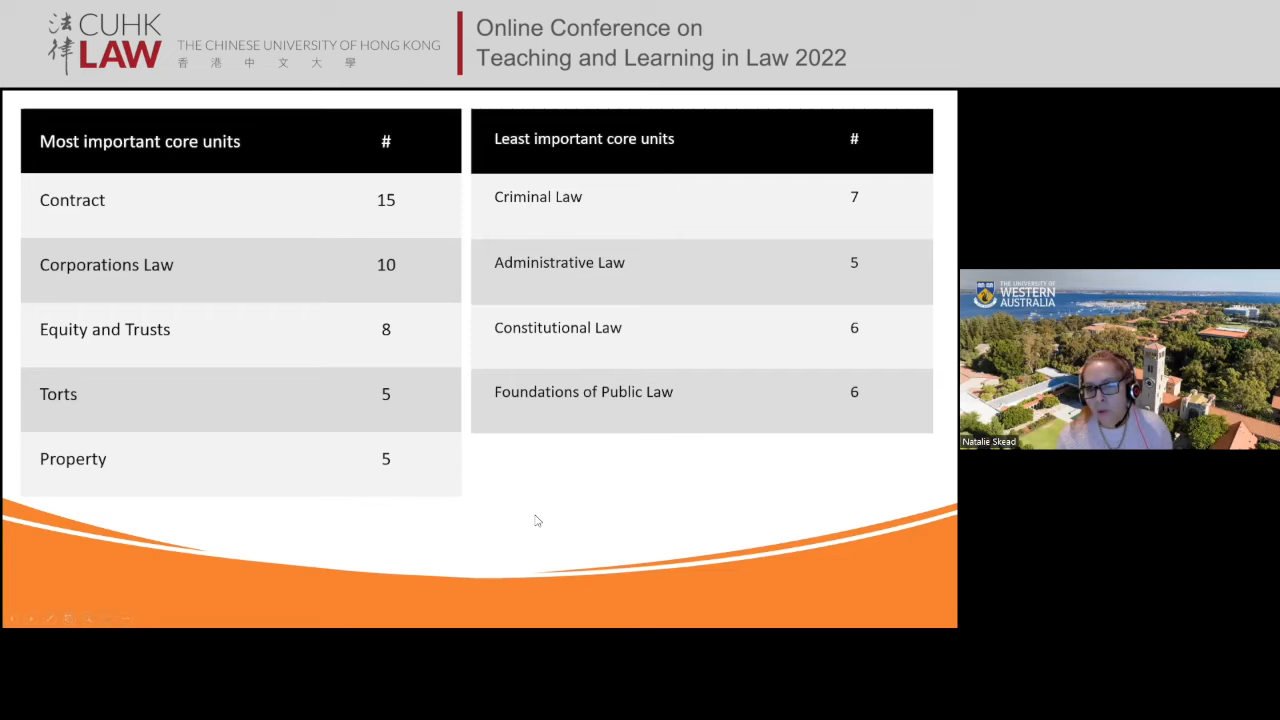 法律 CUHK LAW
THE CHINESE UNIVERSITY OF HONG KONG
香港中文大學
Online Conference on
Teaching and Learning in Law 2022
Most important core units #
Contract 15
Corporations Law 10
Equity and Trusts 8
Torts 5
Property 5
Least important core units #
Criminal Law 7
Administrative Law 5
Constitutional Law 6
Foundations of Public Law 6
THE UNIVERSITY OF
WESTERN
AUSTRALIA
Natalie Skead